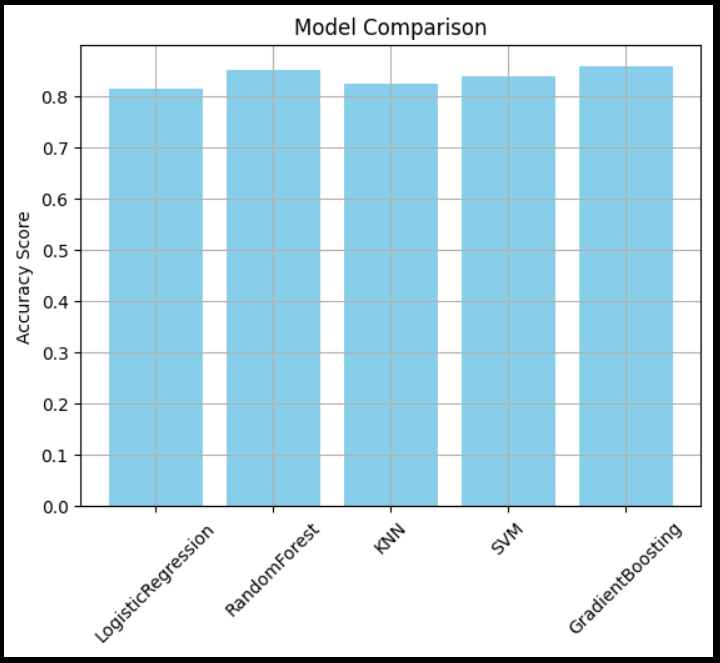 Model Comparison
Accuracy Score
0.8
0.7
0.6
0.5
0.4
0.3
0.2
0.1
0.0
LogisticRegression
RandomForest
KNN
SVM
GradientBoosting